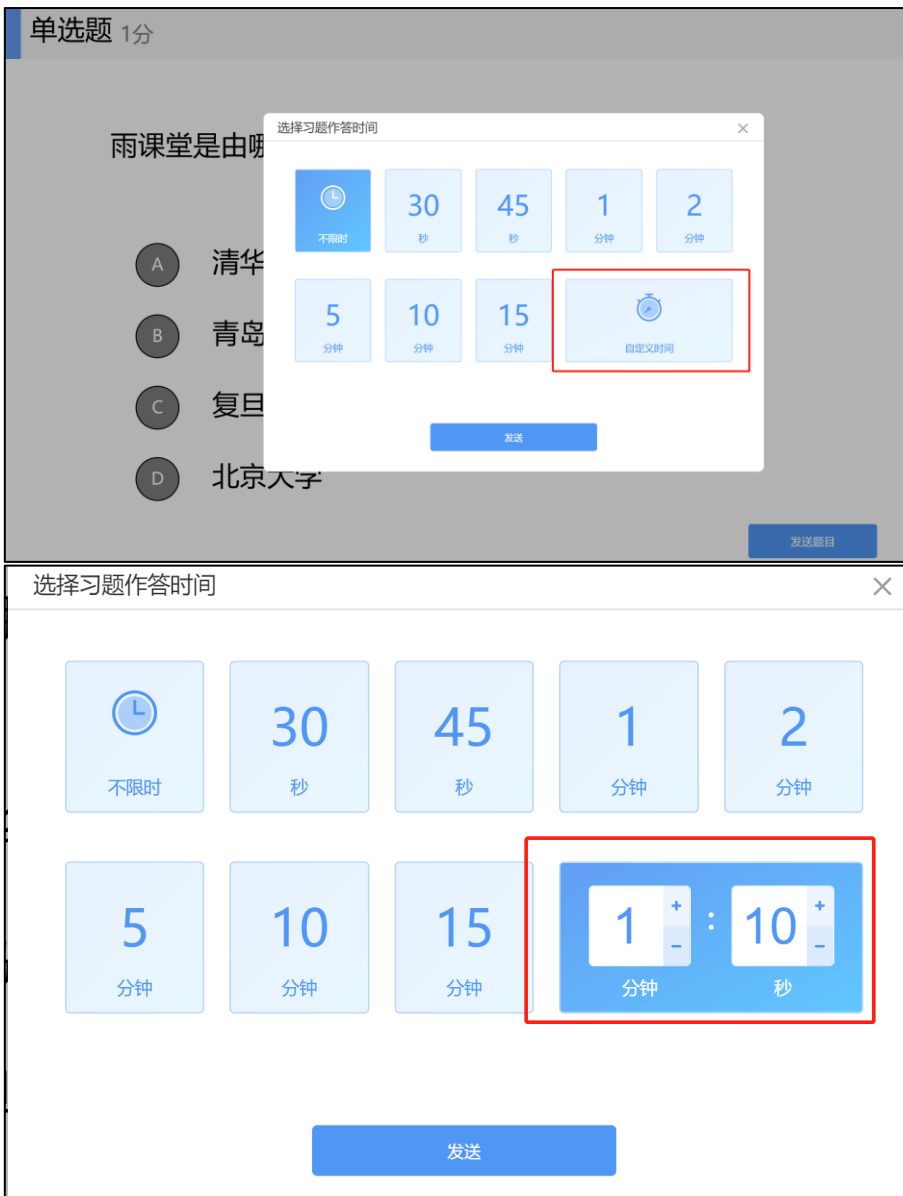 单选题 1分
选择习题作答时间
雨课堂是由
不限时
30
秒
45
秒
1
分钟
2
分钟
A 清华
5
分钟
10
分钟
15
分钟
自定义时间
B 青岛
C 复旦
发送
D 北京大学
发送题目
选择习题作答时间
不限时
30
秒
45
秒
1
分钟
2
分钟
5
分钟
10
分钟
15
分钟
1 + - : 10 + -
分钟 秒
发送